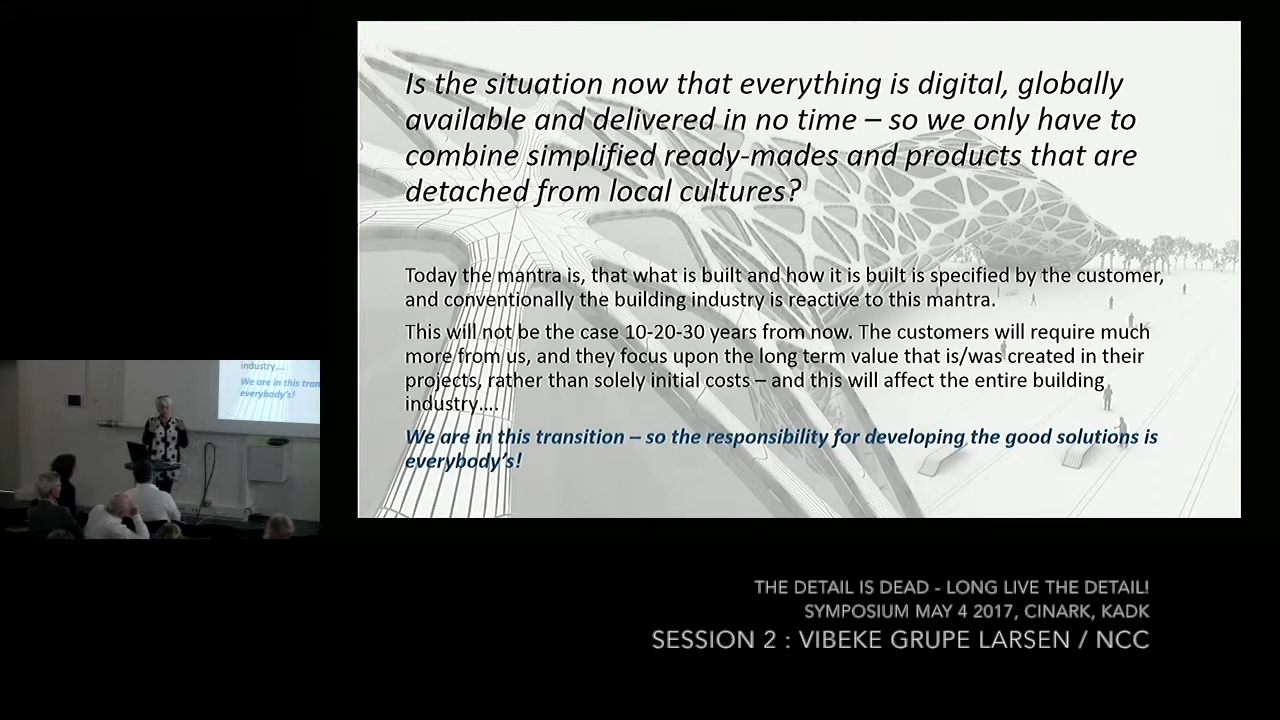 Is the situation now that everything is digital, globally
available and delivered in no time – so we only have to
combine simplified ready-mades and products that are
detached from local cultures?
Today the mantra is, that what is built and how it is built is specified by the customer,
and conventionally the building industry is reactive to this mantra.
This will not be the case 10-20-30 years from now. The customers will require much
more from us, and they focus upon the long term value that is/was created in their
projects, rather than solely initial costs – and this will affect the entire building
industry....
We are in this transition – so the responsibility for developing the good solutions is
everybody's!
industry....
We are in this tran
everybody's!
THE DETAIL IS DEAD - LONG LIVE THE DETAIL!
SYMPOSIUM MAY 4 2017, CINARK, KADK
SESSION 2 : VIBEKE GRUPE LARSEN / NCC